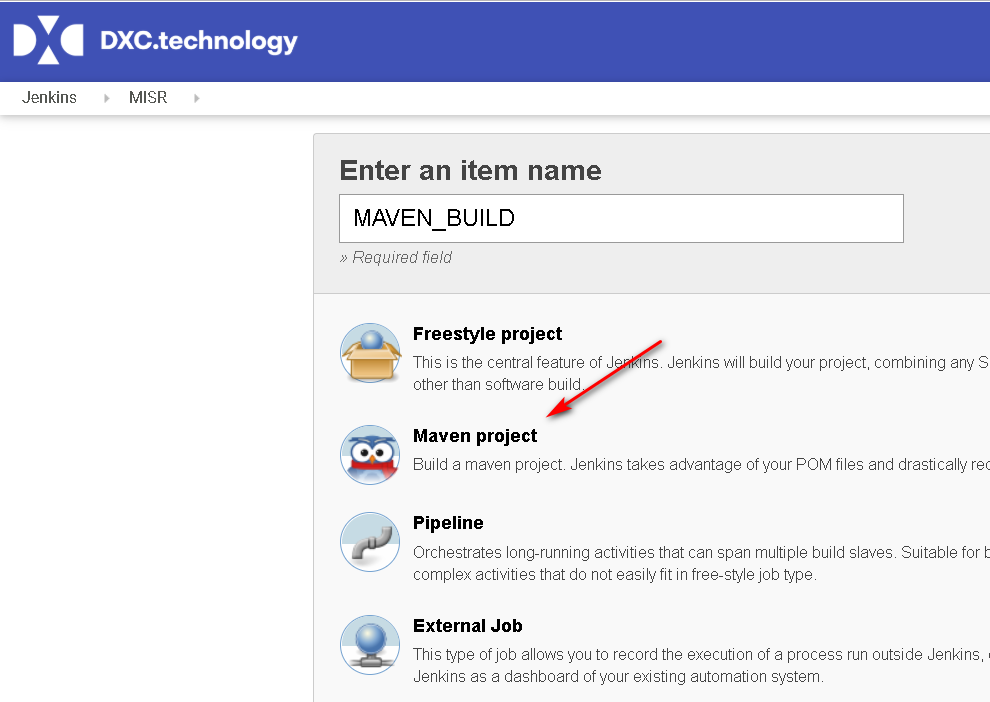 DXC.technology
Jenkins MISR
Enter an item name
MAVEN_BUILD
» Required field
Freestyle project
This is the central feature of Jenkins. Jenkins will build your project, combining any S
other than software build.
Maven project
Build a maven project. Jenkins takes advantage of your POM files and drastically
Pipeline
Orchestrates long-running activities that can span multiple build slaves. Suitable for
complex activities that do not easily fit in free-style job type.
External Job
This type of job allows you to record the execution of a process run outside Jenkins,
Jenkins as a dashboard of your existing automation system.